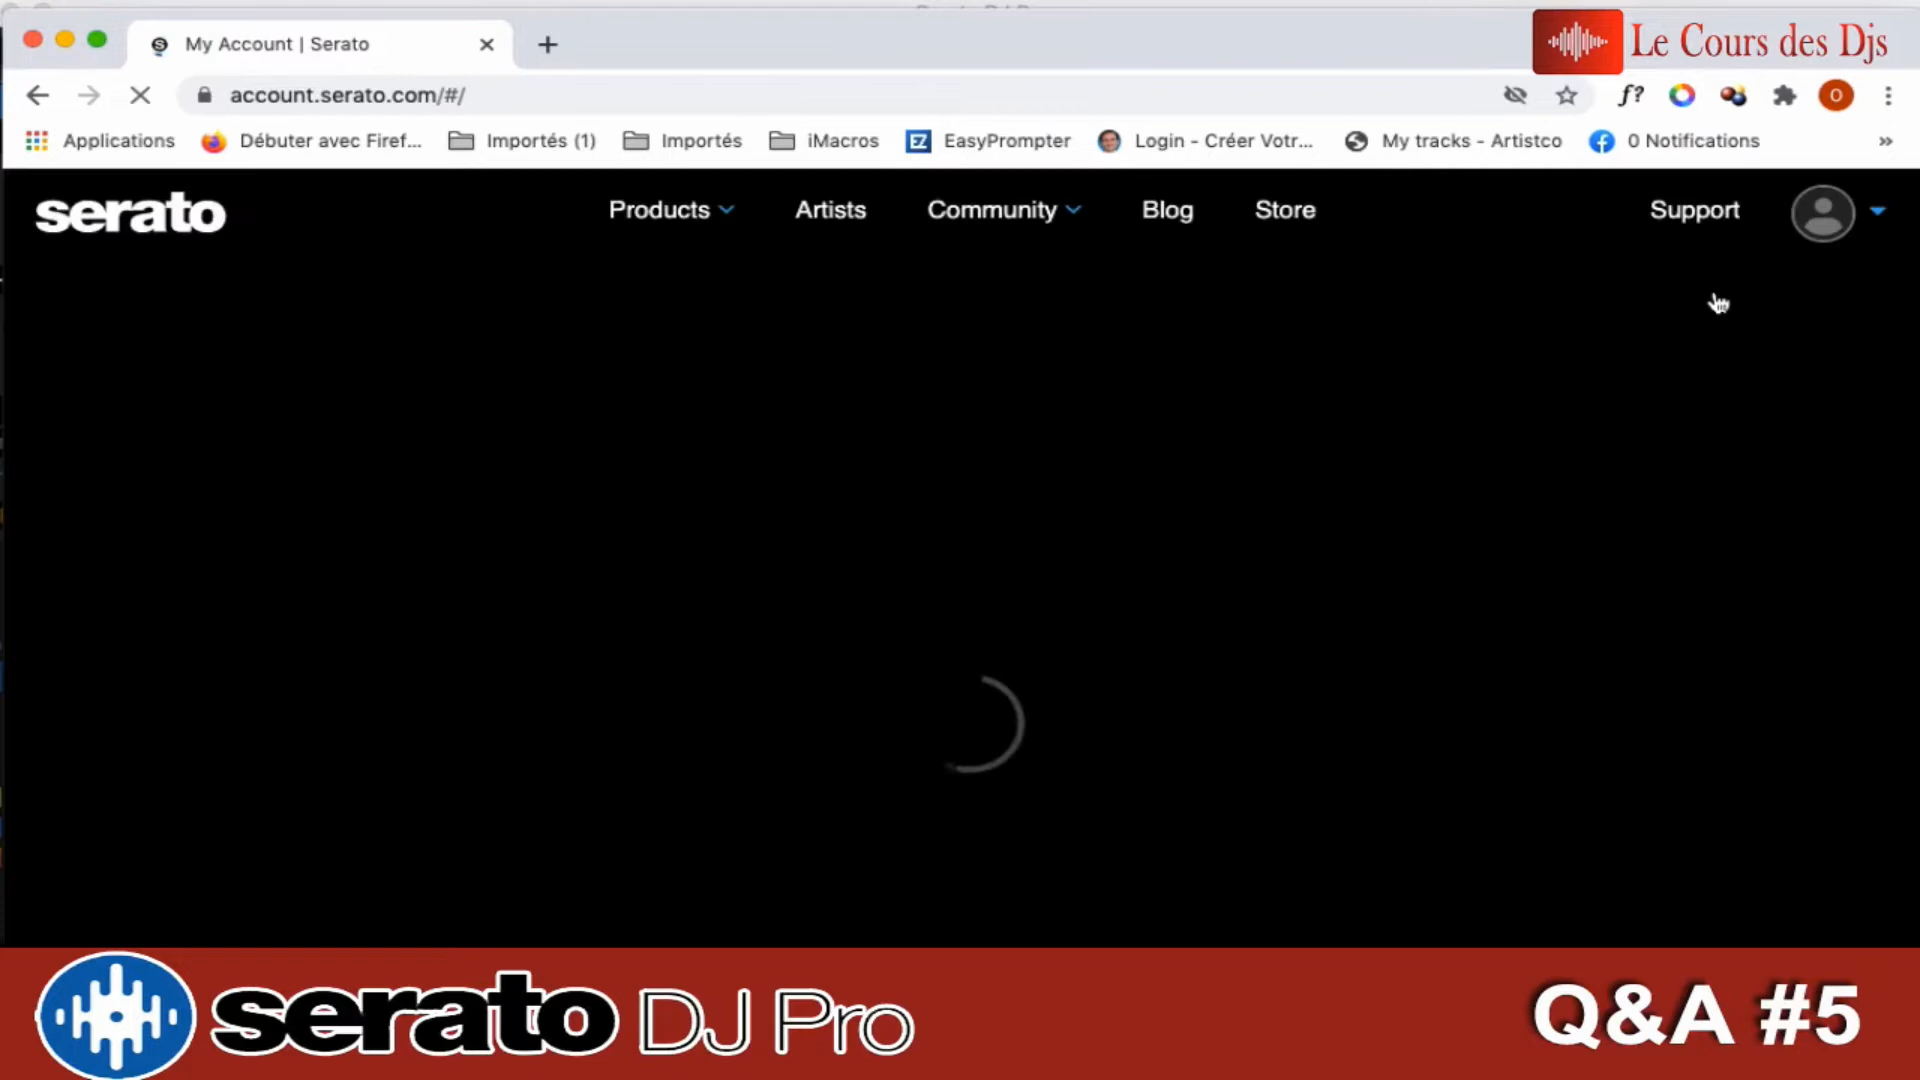 My Account | Serato
Le Cours des Djs
account.serato.com/#/
f?
O
Applications
Débuter avec Firef...
Importés (1)
Importés
iMacros
EZ
EasyPrompter
Login - Créer Votr...
My tracks - Artistco
0 Notifications
»
serato
Products
Artists
Community
Blog
Store
Support
serato DJ Pro
Q&A #5